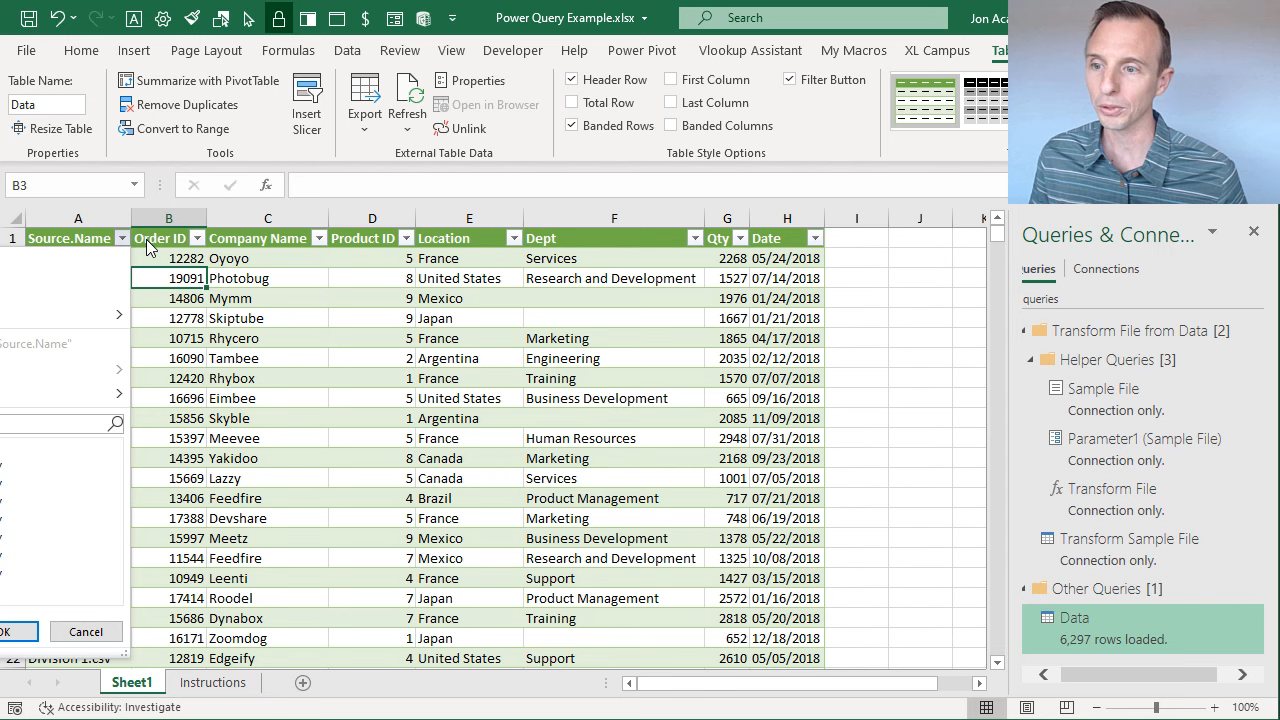 Power Query Example.xlsx
Search
Jon Aca
File Home Insert Page Layout Formulas Data Review View Developer Help Power Pivot Vlookup Assistant My Macros XL Campus Tab
Table Name:
Data
Resize Table
Properties
Summarize with PivotTable
Remove Duplicates
Convert to Range
Insert
Slicer
Tools
Export
Refresh
Properties
Open in Browser
Unlink
External Table Data
Header Row
Total Row
Banded Rows
First Column
Last Column
Banded Columns
Filter Button
Table Style Options
B3
fx
A B C D E F G H I J K
1 Source.Name Order ID Company Name Product ID Location Dept Qty Date
12282 Oyoyo 5 France Services 2268 05/24/2018
19091 Photobug 8 United States Research and Development 1527 07/14/2018
14806 Mymm 9 Mexico 1976 01/24/2018
12778 Skiptube 9 Japan 1667 01/21/2018
10715 Rhycero 5 France Marketing 1865 04/17/2018
16090 Tambee 2 Argentina Engineering 2035 02/12/2018
12420 Rhybox 1 France Training 1570 07/07/2018
16696 Eimbee 5 United States Business Development 665 09/16/2018
15856 Skyble 1 Argentina 2085 11/09/2018
15397 Meevee 5 France Human Resources 2948 07/31/2018
14395 Yakidoo 8 Canada Marketing 2168 09/23/2018
15669 Lazzy 5 Canada Services 1001 07/05/2018
13406 Feedfire 4 Brazil Product Management 717 07/21/2018
17388 Devshare 5 France Marketing 748 06/19/2018
15997 Meetz 9 Mexico Business Development 1378 05/22/2018
11544 Feedfire 7 Mexico Research and Development 1325 10/08/2018
10949 Leenti 4 France Support 1427 03/15/2018
17414 Roodel 7 Japan Product Management 2572 01/16/2018
15686 Dynabox 7 France Training 2818 05/20/2018
16171 Zoomdog 1 Japan 652 12/18/2018
22 Division 1.csv 12819 Edgeify 4 United States Support 2610 05/05/2018
Source.Name"
OK
Cancel
Queries & Conne...
ueries
Connections
queries
Transform File from Data [2]
Helper Queries [3]
Sample File
Connection only.
Parameter1 (Sample File)
Connection only.
fx Transform File
Connection only.
Transform Sample File
Connection only.
Other Queries [1]
Data
6,297 rows loaded.
Sheet1
Instructions
Accessibility: Investigate
100%